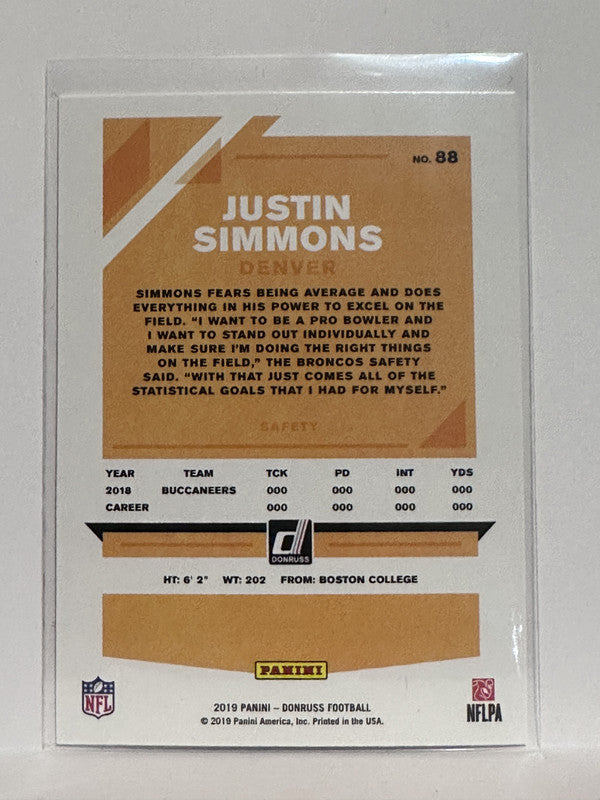 NO. 88
JUSTIN
SIMMONS
DENVER
SIMMONS FEARS BEING AVERAGE AND DOES
EVERYTHING IN HIS POWER TO EXCEL ON THE
FIELD. “I WANT TO BE A PRO BOWLER AND
I WANT TO STAND OUT INDIVIDUALLY AND
MAKE SURE I’M DOING THE RIGHT THINGS
ON THE FIELD,” THE BRONCOS SAFETY
SAID. “WITH THAT JUST COMES ALL OF THE
STATISTICAL GOALS THAT I HAD FOR MYSELF.”
SAFETY
YEAR TEAM TCK PD INT YDS
2018 BUCCANEERS 000 000 000 000
CAREER 000 000 000 000
d
DONRUSS
HT: 6' 2" WT: 202 FROM: BOSTON COLLEGE
PANINI
NFL
2019 PANINI – DONRUSS FOOTBALL
© 2019 Panini America, Inc. Printed in the USA.
NFLPA